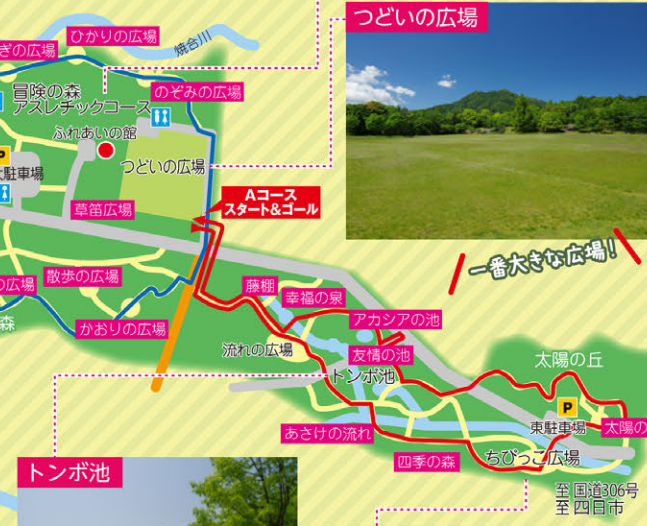 つどいの広場
ひかりの広場
焼合川
ぎの広場
冒険の森
アスレチックコース
のぞみの広場
ふれあいの館
P
駐車場
つどいの広場
草笛広場
Aコース
スタート&ゴール
一番大きな広場!
の広場
散歩の広場
藤棚
幸福の泉
森
かおりの広場
アカシアの池
流れの広場
友情の池
トンボ池
太陽の丘
P
東駐車場
太陽の
あさけの流れ
四季の森
ちびっこ広場
トンボ池
至 国道306号
至 四日市